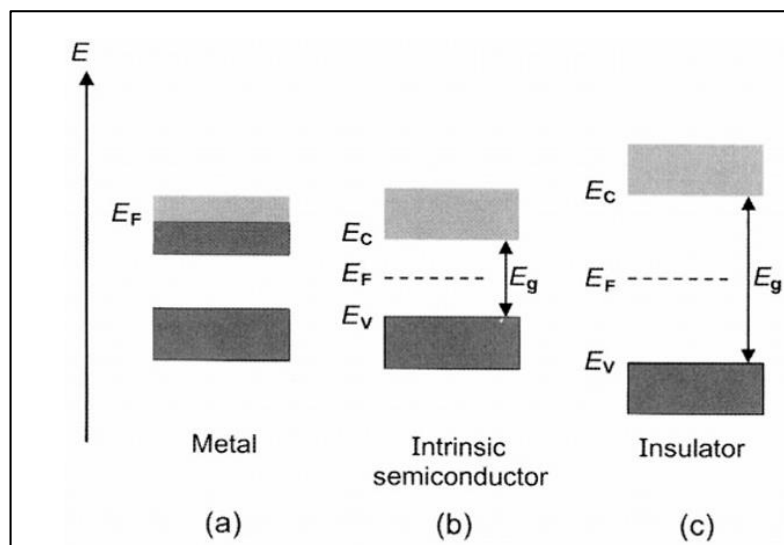 E
E_F
E_C
E_F
E_g
E_V
E_C
E_F
E_g
E_V
Metal
Intrinsic
semiconductor
Insulator
(a)
(b)
(c)